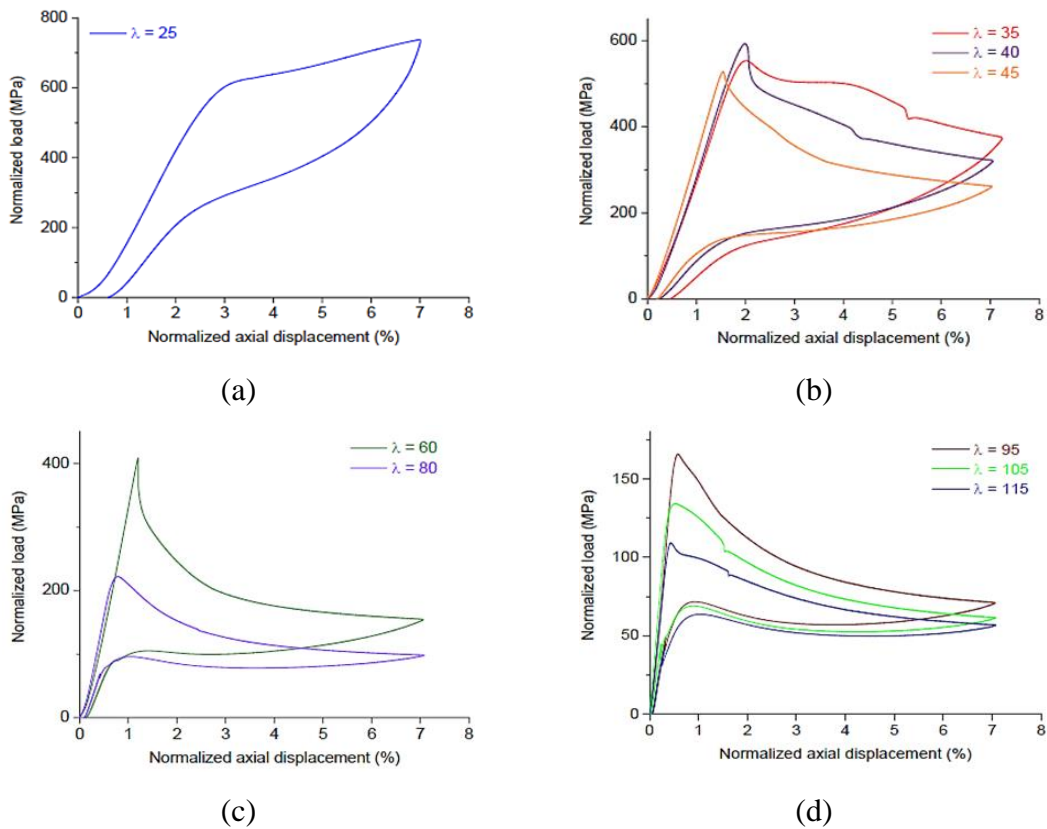 λ = 25
Normalized load (MPa)
800
600
400
200
0
0 1 2 3 4 5 6 7 8
Normalized axial displacement (%)
(a)
λ = 35
λ = 40
λ = 45
Normalized load (MPa)
600
400
200
0
0 1 2 3 4 5 6 7 8
Normalized axial displacement (%)
(b)
λ = 60
λ = 80
Normalized load (MPa)
400
200
0
0 1 2 3 4 5 6 7 8
Normalized axial displacement (%)
(c)
λ = 95
λ = 105
λ = 115
Normalized load (MPa)
150
100
50
0
0 1 2 3 4 5 6 7 8
Normalized axial displacement (%)
(d)